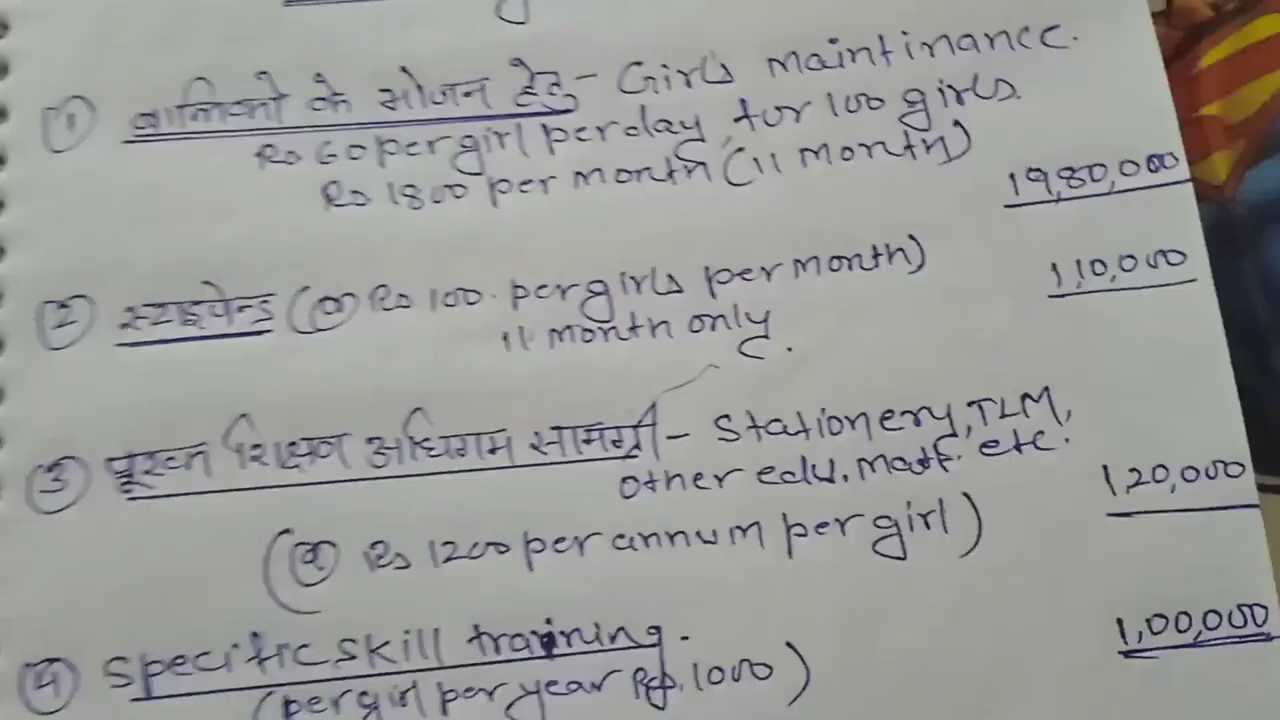 ① बालिको के भोजन हेतु - Girls maintinance.
Rs 60 per girl per day, for 100 girls.
Rs 1800 per month (11 month)
19,80,000
② स्टाइपेन्ड (@ Rs 100. per girls per month)
1,10,000
11 month only
③ पूरक शिक्षण अधिगम सामग्री - Stationery, TLM,
other edu. Matr. etc.
1,20,000
(@ Rs 1200 per annum per girl)
④ Specific skill training.
1,00,000
(per girl per year Rs. 1000)